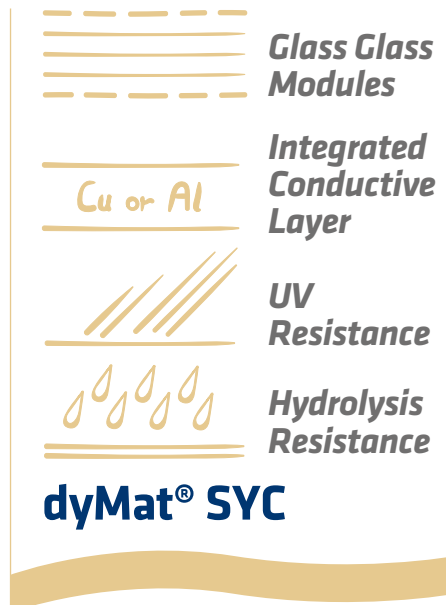 Glass Glass
Modules
Integrated
Conductive
Layer
Cu or Al
UV
Resistance
Hydrolysis
Resistance
dyMat® SYC